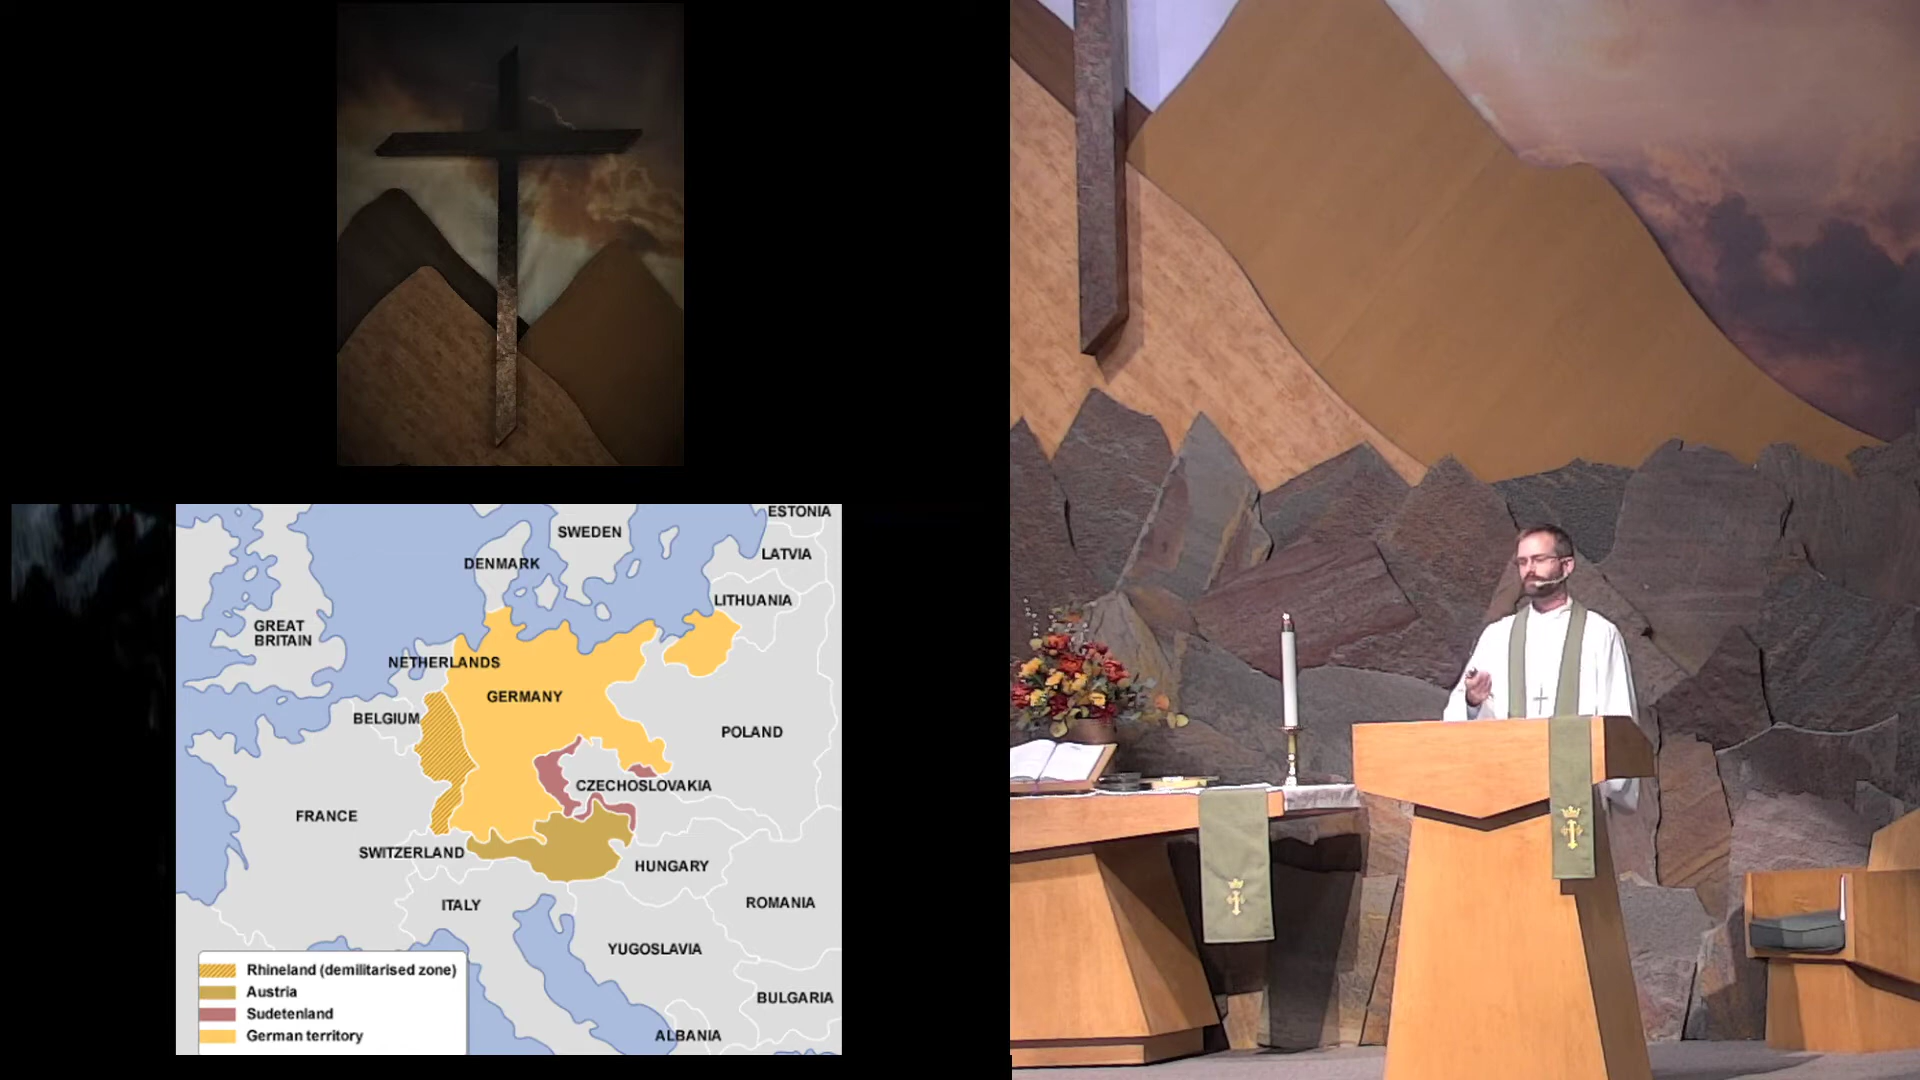 ESTONIA
SWEDEN
LATVIA
DENMARK
LITHUANIA
GREAT
BRITAIN
NETHERLANDS
GERMANY
BELGIUM
POLAND
CZECHOSLOVAKIA
FRANCE
SWITZERLAND
HUNGARY
ITALY
ROMANIA
YUGOSLAVIA
BULGARIA
ALBANIA
Rhineland (demilitarised zone)
Austria
Sudetenland
German territory